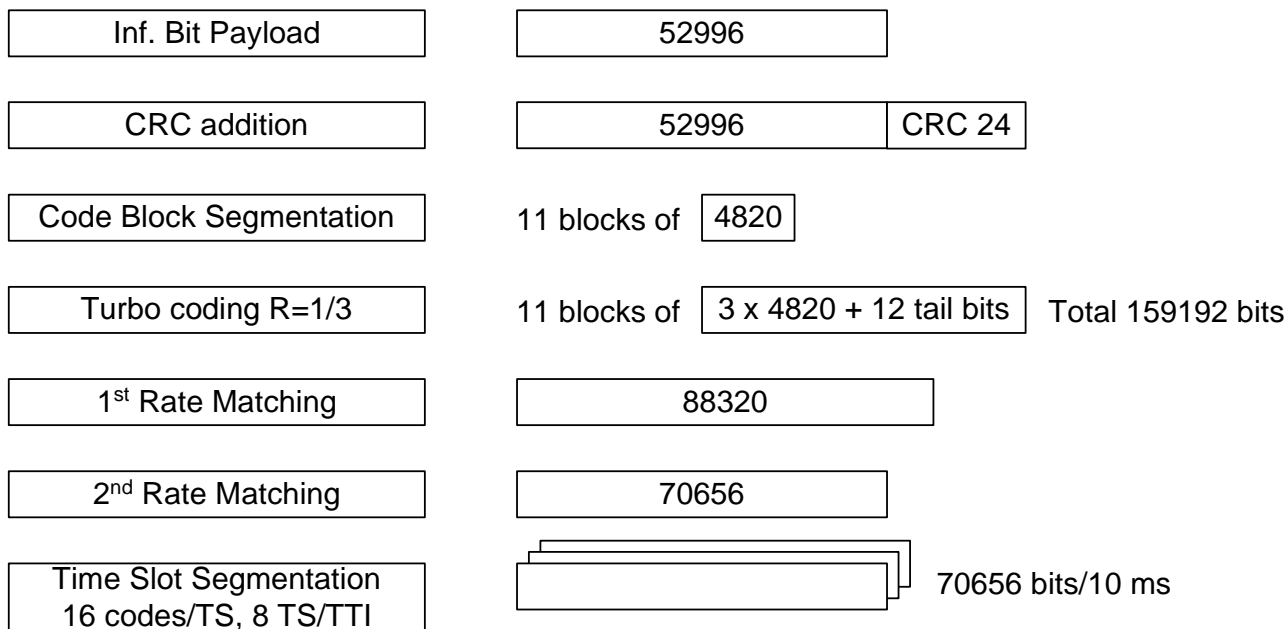 Inf. Bit Payload 52996
CRC addition 52996 CRC 24
Code Block Segmentation 11 blocks of 4820
Turbo coding R=1/3 11 blocks of 3 x 4820 + 12 tail bits Total 159192 bits
1st Rate Matching 88320
2nd Rate Matching 70656
Time Slot Segmentation
16 codes/TS, 8 TS/TTI
70656 bits/10 ms